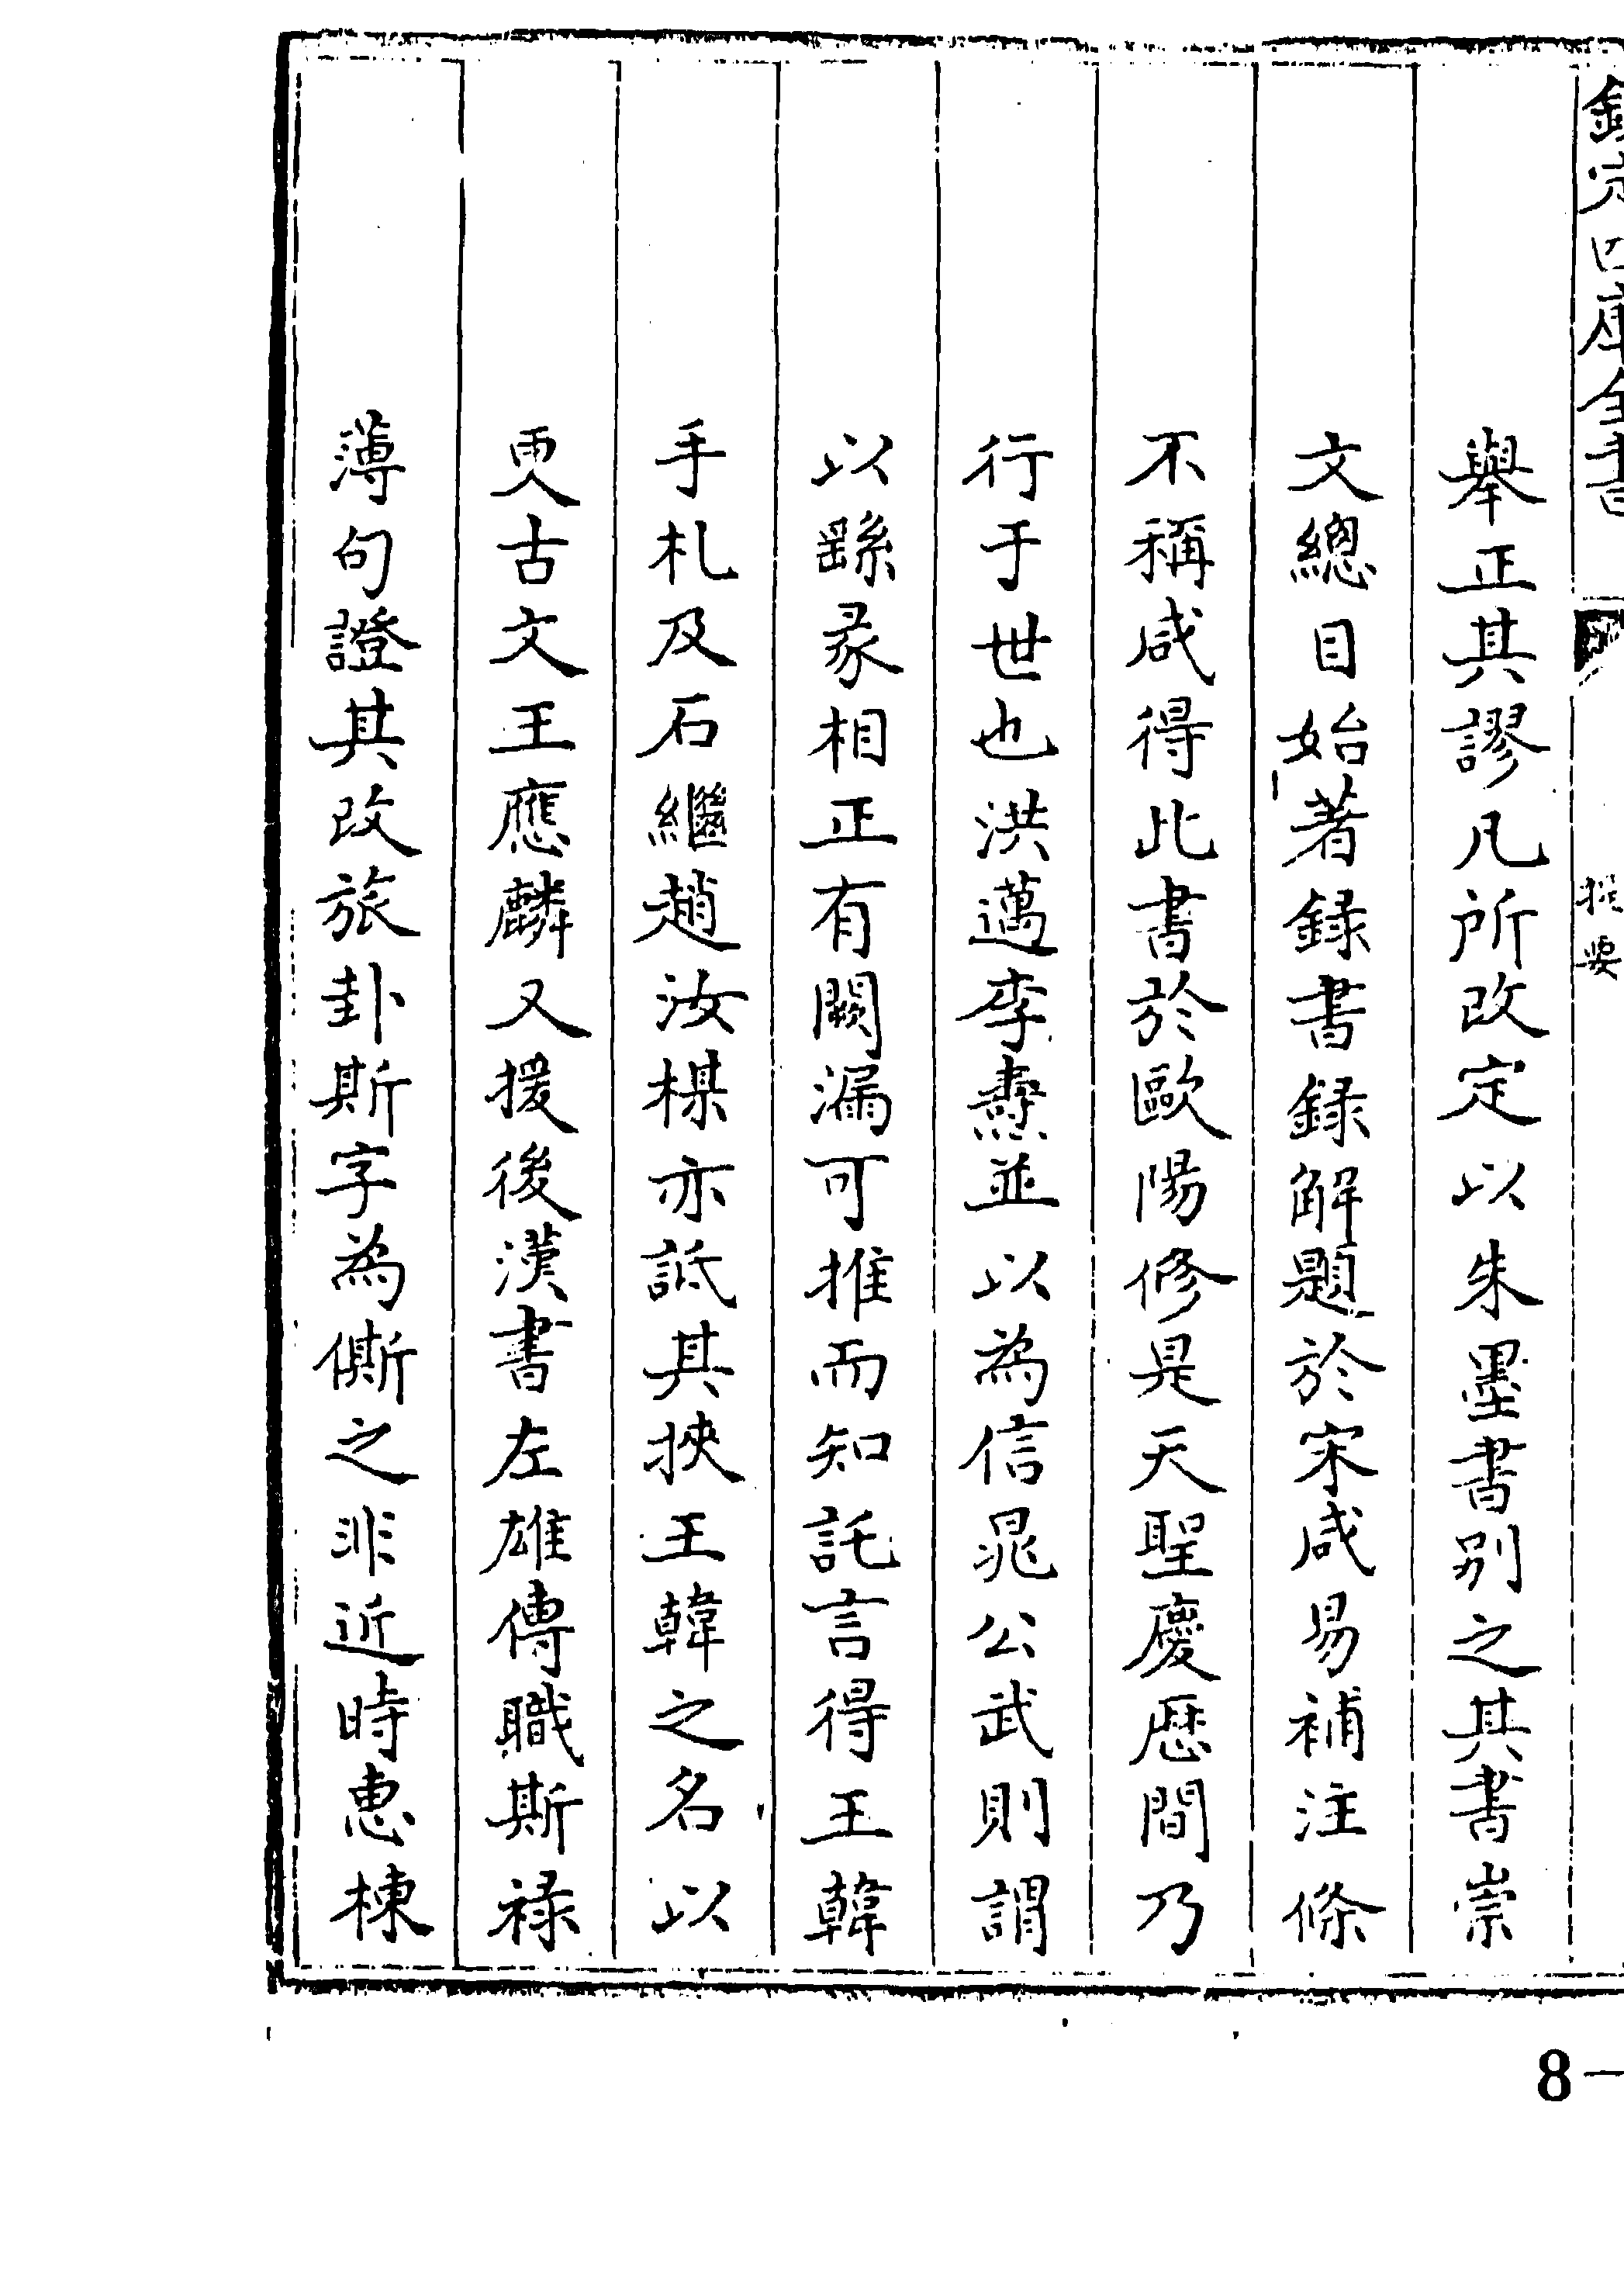 欽定四庫全書
提要
舉正其謬凡所改定以朱墨書别之其書崇
文總目始著錄書錄解題於宋咸易補注條
不稱咸得此書於歐陽修是天聖慶厯間乃
行于世也洪邁李燾並以為信晁公武則謂
以繇彖相正有闕漏可推而知託言得王韓
手札及石繼趙汝楳亦詆其挾王韓之名以
更古文王應麟又援後漢書左雄傳職斯禄
薄句證其改旅卦斯字為㒋之非近時惠棟
8